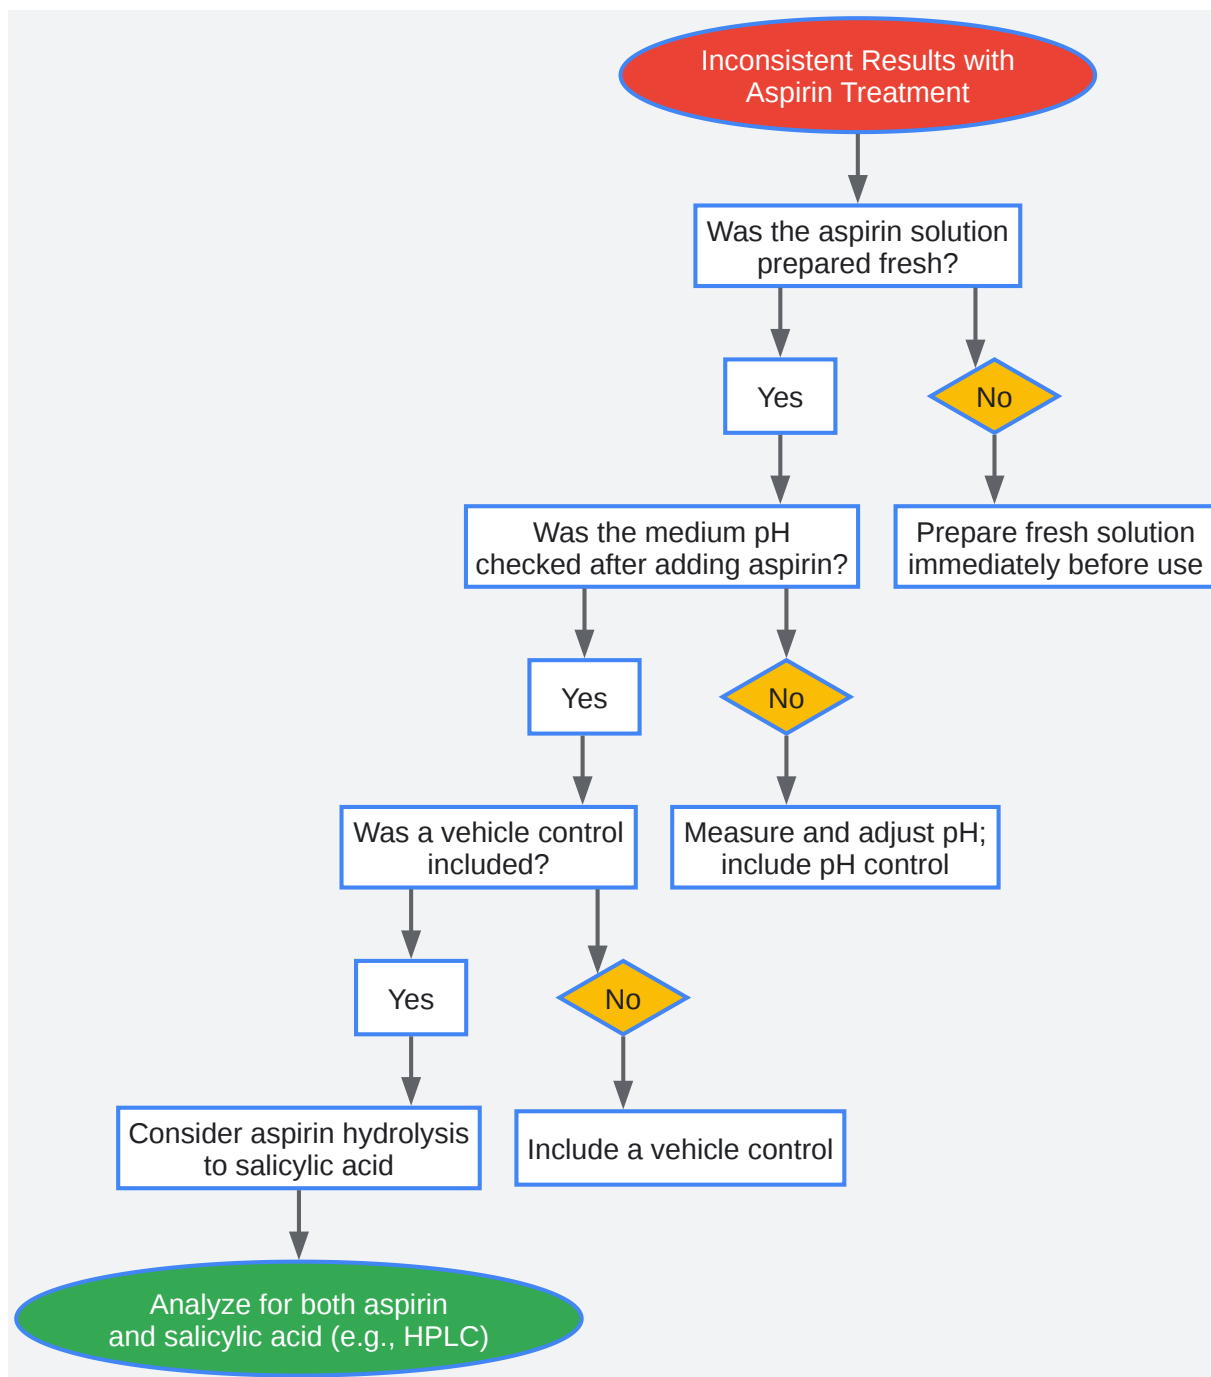 Inconsistent Results with
Aspirin Treatment
Was the aspirin solution
prepared fresh?
Yes
No
Was the medium pH
checked after adding aspirin?
Prepare fresh solution
immediately before use
Yes
No
Was a vehicle control
included?
Measure and adjust pH;
include pH control
Yes
No
Consider aspirin hydrolysis
to salicylic acid
Include a vehicle control
Analyze for both aspirin
and salicylic acid (e.g., HPLC)